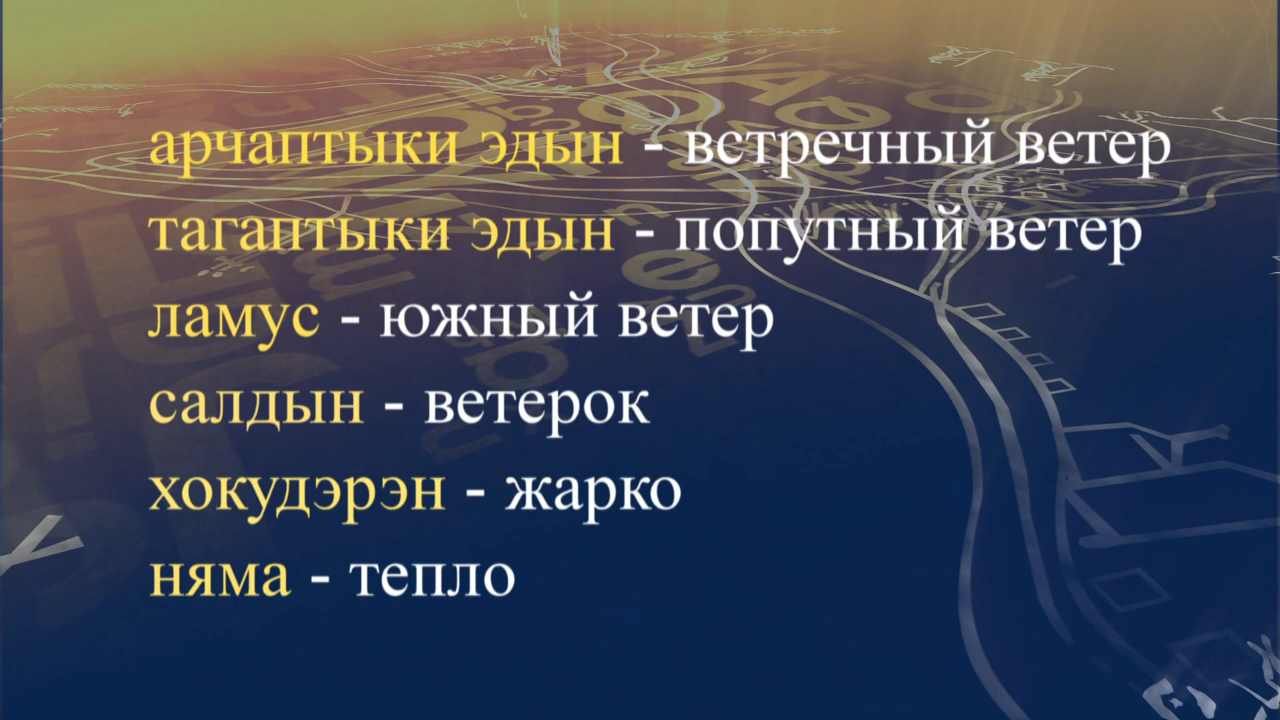 арчаптыки эдын - встречный ветер
тагаптыки эдын - попутный ветер
ламус - южный ветер
салдын - ветерок
хокудэрэн - жарко
няма - тепло